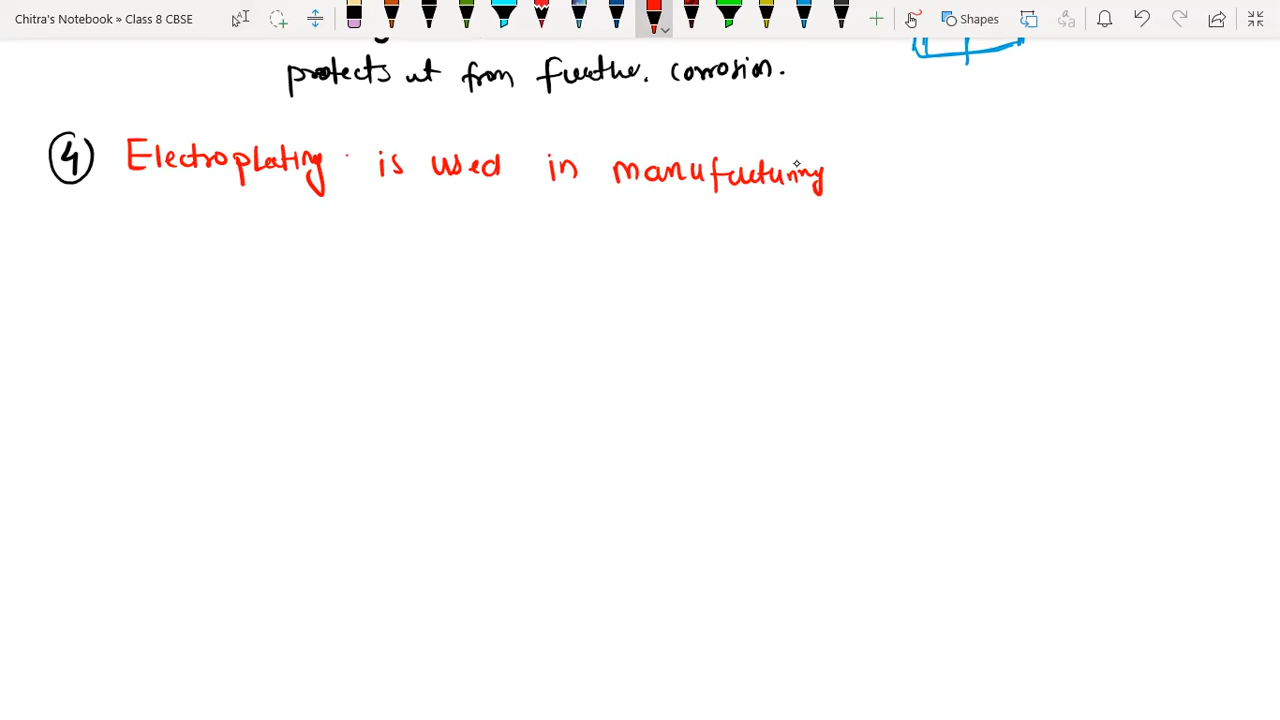 Chitra's Notebook » Class 8 CBSE
Shapes
protects it from further. corrosion.
4 Electroplating is used in manufacturing